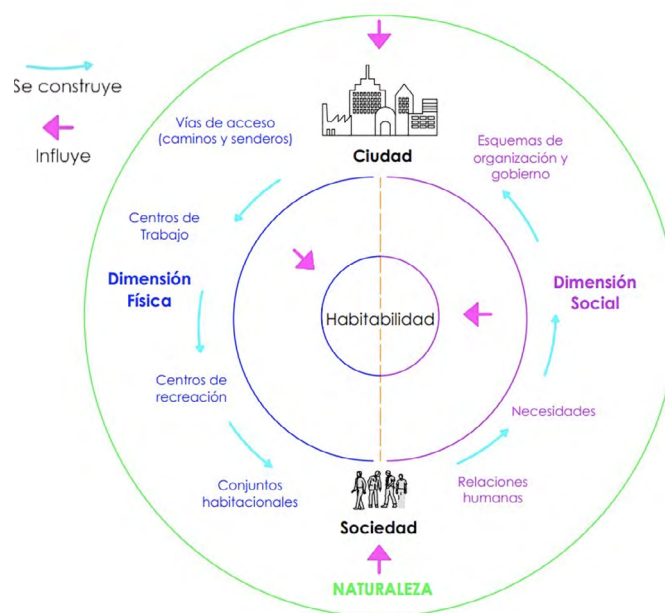 Se construye
Influye
Vías de acceso
(caminos y senderos)
Ciudad
Esquemas de
organización y
gobierno
Centros de
Trabajo
Dimensión
Física
Habitabilidad
Dimensión
Social
Centros de
recreación
Necesidades
Conjuntos
habitacionales
Relaciones
humanas
Sociedad
NATURALEZA